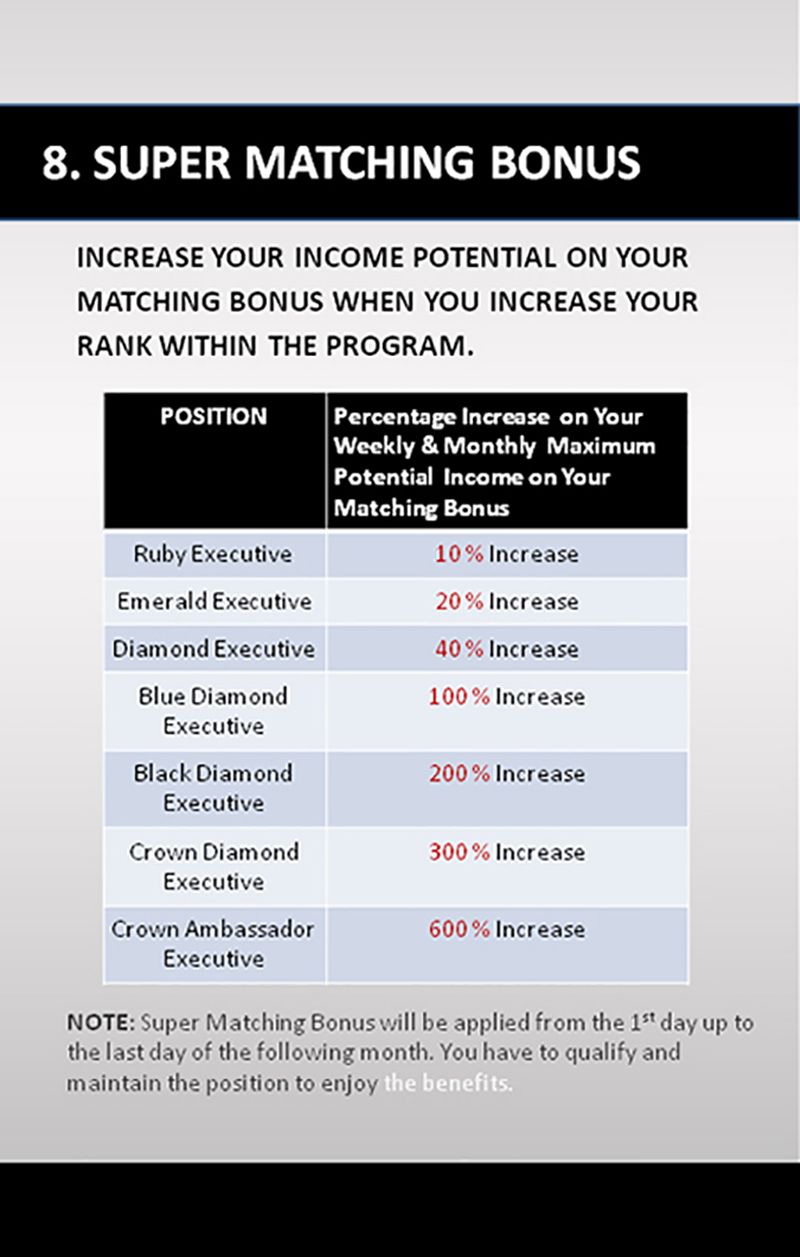 8. SUPER MATCHING BONUS
INCREASE YOUR INCOME POTENTIAL ON YOUR
MATCHING BONUS WHEN YOU INCREASE YOUR
RANK WITHIN THE PROGRAM.
POSITION
Percentage Increase on Your
Weekly & Monthly Maximum
Potential Income on Your
Matching Bonus
Ruby Executive
10 % Increase
Emerald Executive
20 % Increase
Diamond Executive
40 % Increase
Blue Diamond
Executive
100 % Increase
Black Diamond
Executive
200 % Increase
Crown Diamond
Executive
300 % Increase
Crown Ambassador
Executive
600 % Increase
NOTE: Super Matching Bonus will be applied from the 1st day up to
the last day of the following month. You have to qualify and
maintain the position to enjoy the benefits.